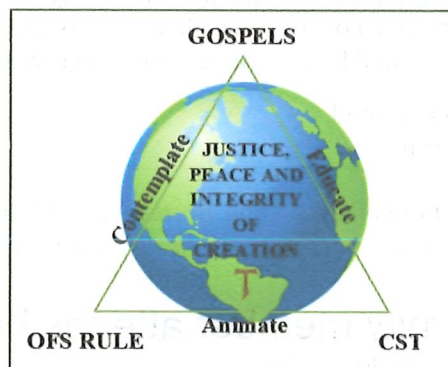 GOSPELS
Contemplate
Educate
JUSTICE,
PEACE AND
INTEGRITY
OF
CREATION
T
Animate
OFS RULE
CST